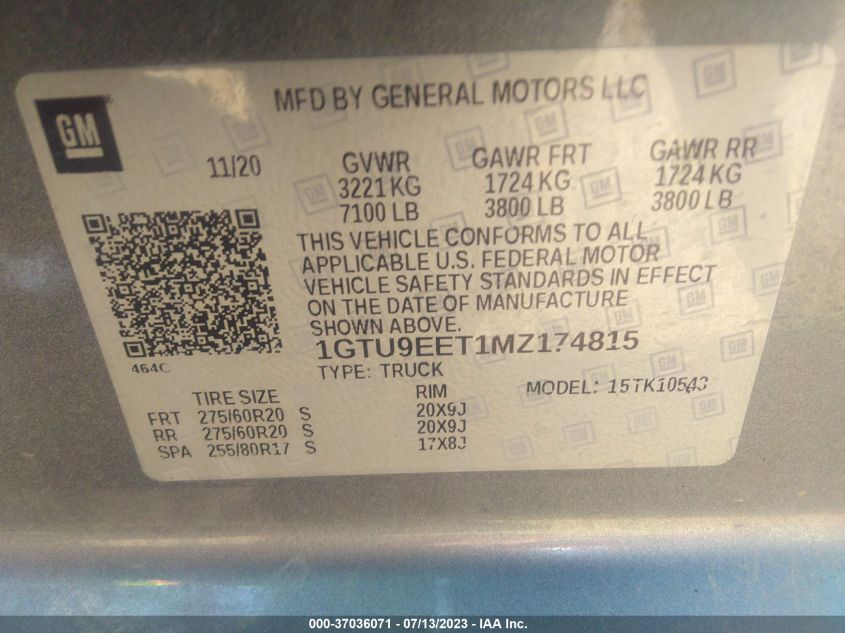 MFD BY GENERAL MOTORS LLC
GM
11/20 GVWR GAWR FRT GAWR RR
3221 KG 1724 KG 1724 KG
7100 LB 3800 LB 3800 LB
THIS VEHICLE CONFORMS TO ALL
APPLICABLE U.S. FEDERAL MOTOR
VEHICLE SAFETY STANDARDS IN EFFECT
ON THE DATE OF MANUFACTURE
SHOWN ABOVE.
1GTU9EET1MZ174815
464C
TYPE: TRUCK
MODEL: 15TK10543
TIRE SIZE RIM
FRT 275/60R20 S 20X9J
RR 275/60R20 S 20X9J
SPA 255/80R17 S 17X8J
000-37036071 - 07/13/2023 - IAA Inc.